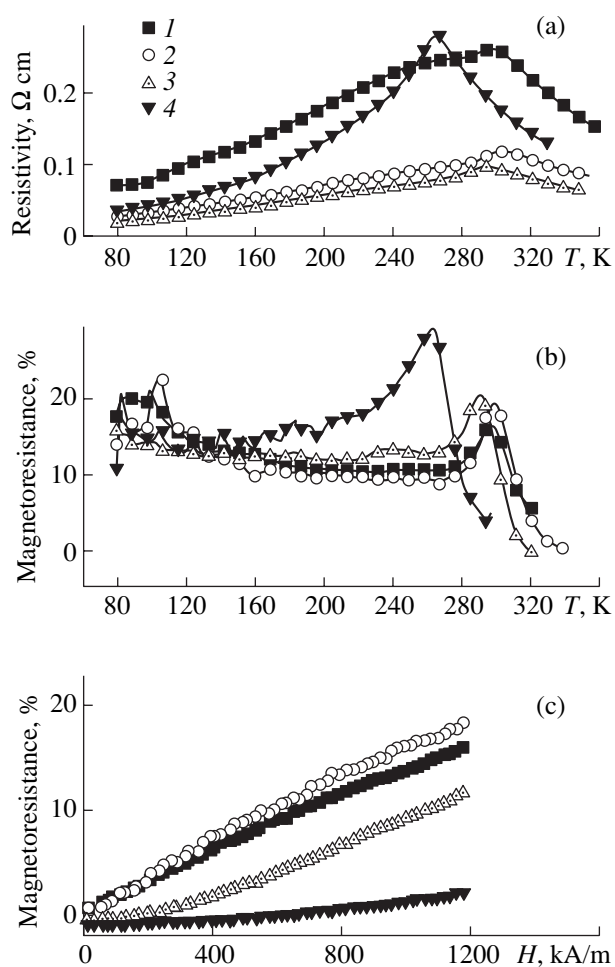 (a)
1
2
3
4
Resistivity, Ω cm
0.2
0.1
0
80 120 160 200 240 280 320 T, K
(b)
Magnetoresistance, %
20
10
0
80 120 160 200 240 280 320 T, K
(c)
Magnetoresistance, %
20
10
0
0 400 800 1200 H, kA/m